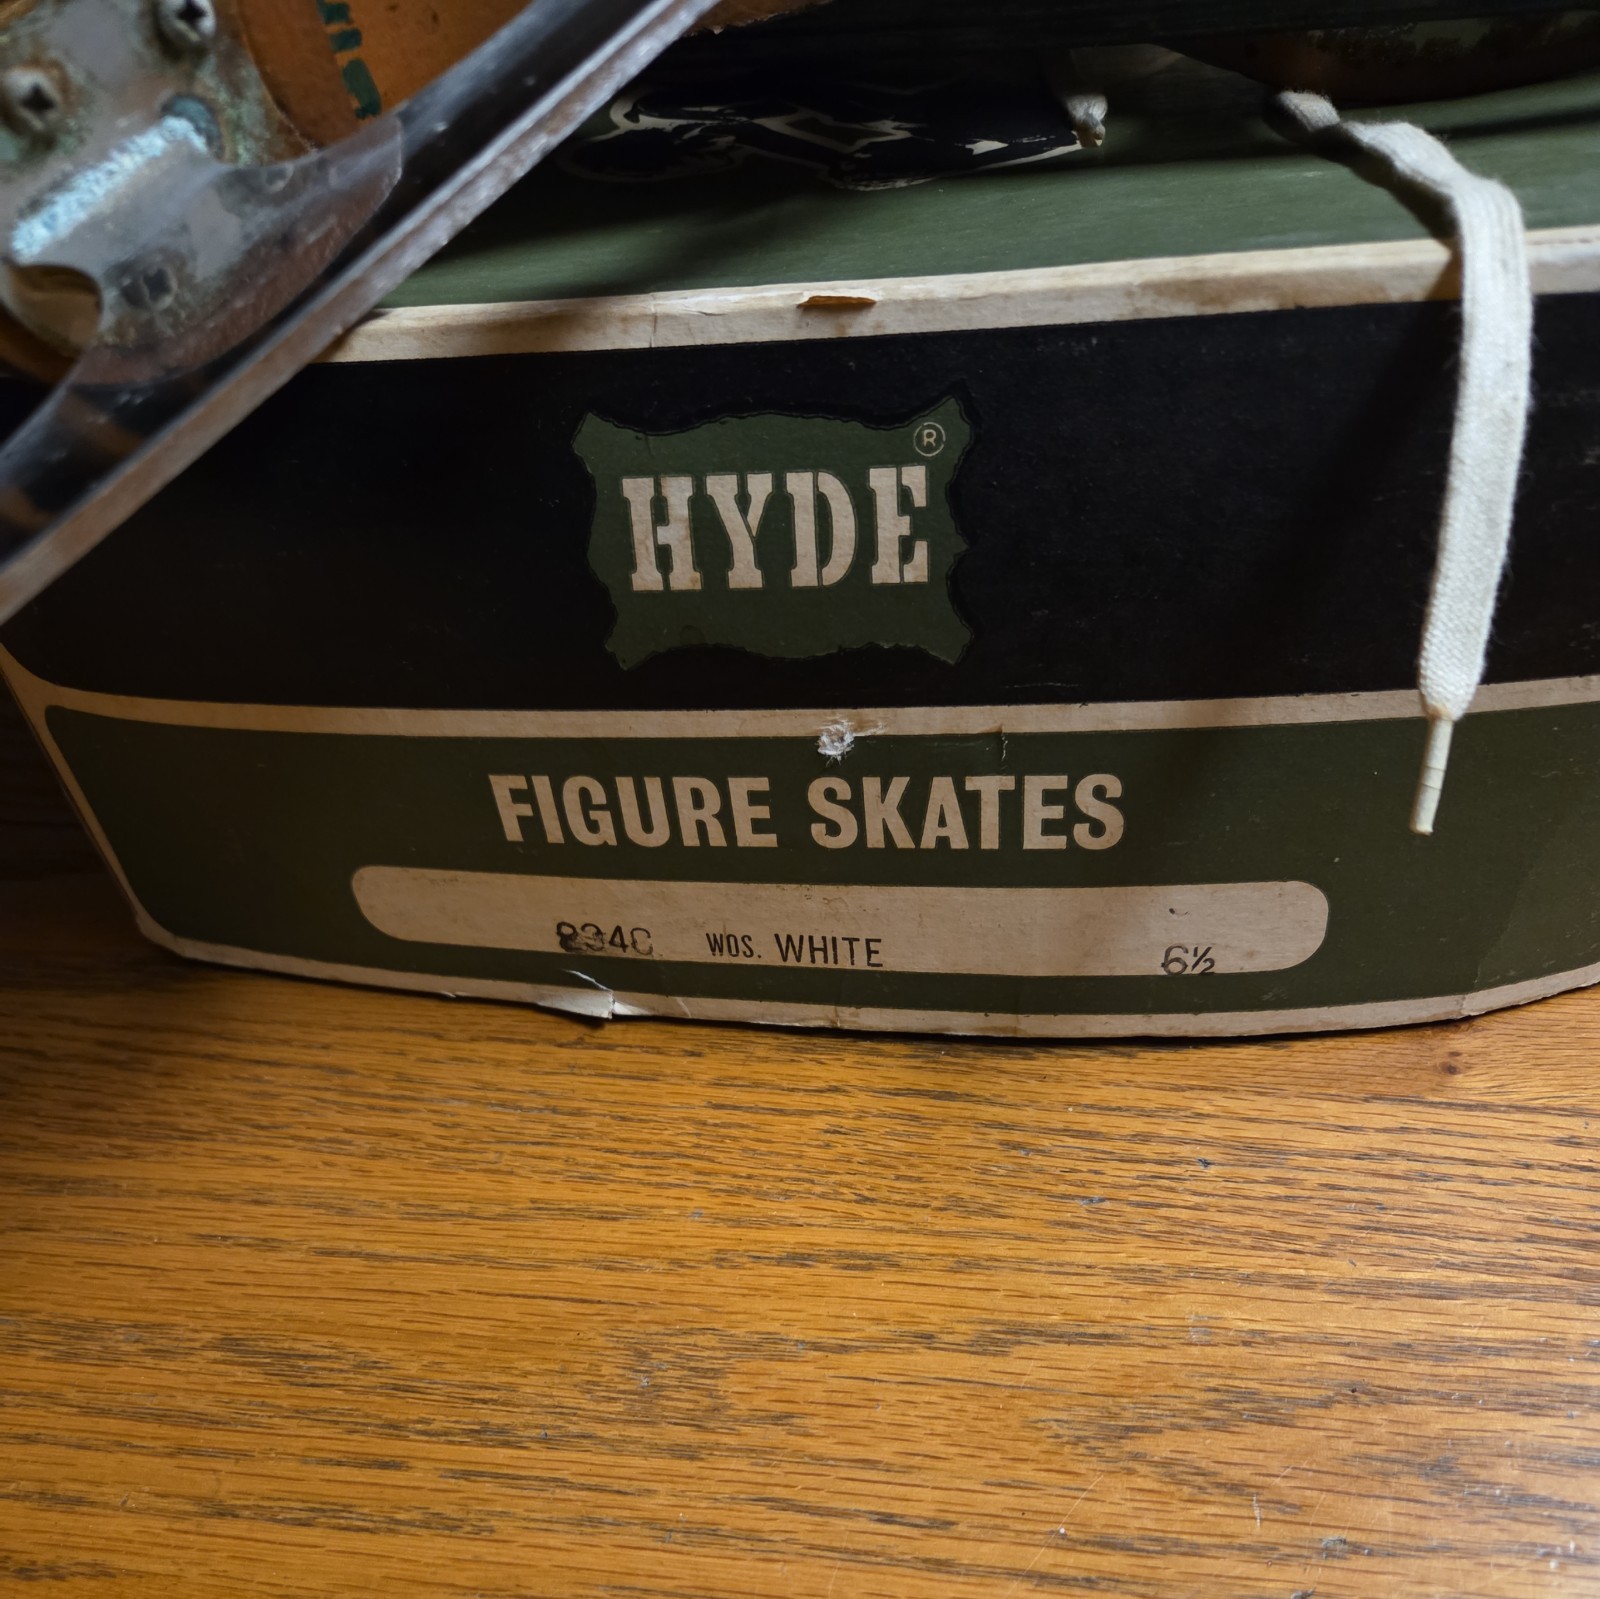 HYDE ®
FIGURE SKATES
WOS. WHITE 6½